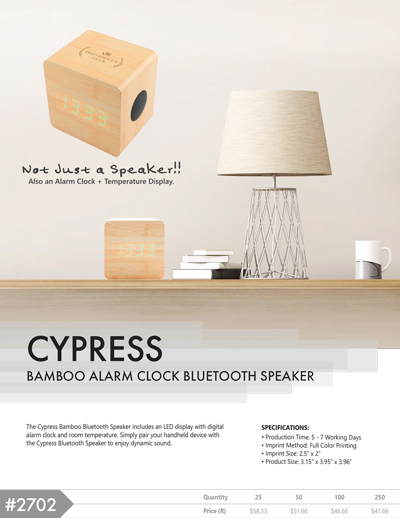 1333
Not Just a Speaker!!
Also an Alarm Clock + Temperature Display.
1333
CYPRESS
BAMBOO ALARM CLOCK BLUETOOTH SPEAKER
The Cypress Bamboo Bluetooth Speaker includes an LED display with digital
alarm clock and room temperature. Simply pair your handheld device with
the Cypress Bluetooth Speaker to enjoy dynamic sound.
SPECIFICATIONS:
• Production Time: 5 - 7 Working Days
• Imprint Method: Full Color Printing
• Imprint Size: 2.5" x 2"
• Product Size: 3.15" x 3.95" x 3.96"
#2702
Quantity 25 50 100 250
Price (R) $58.33 $51.66 $46.66 $41.66